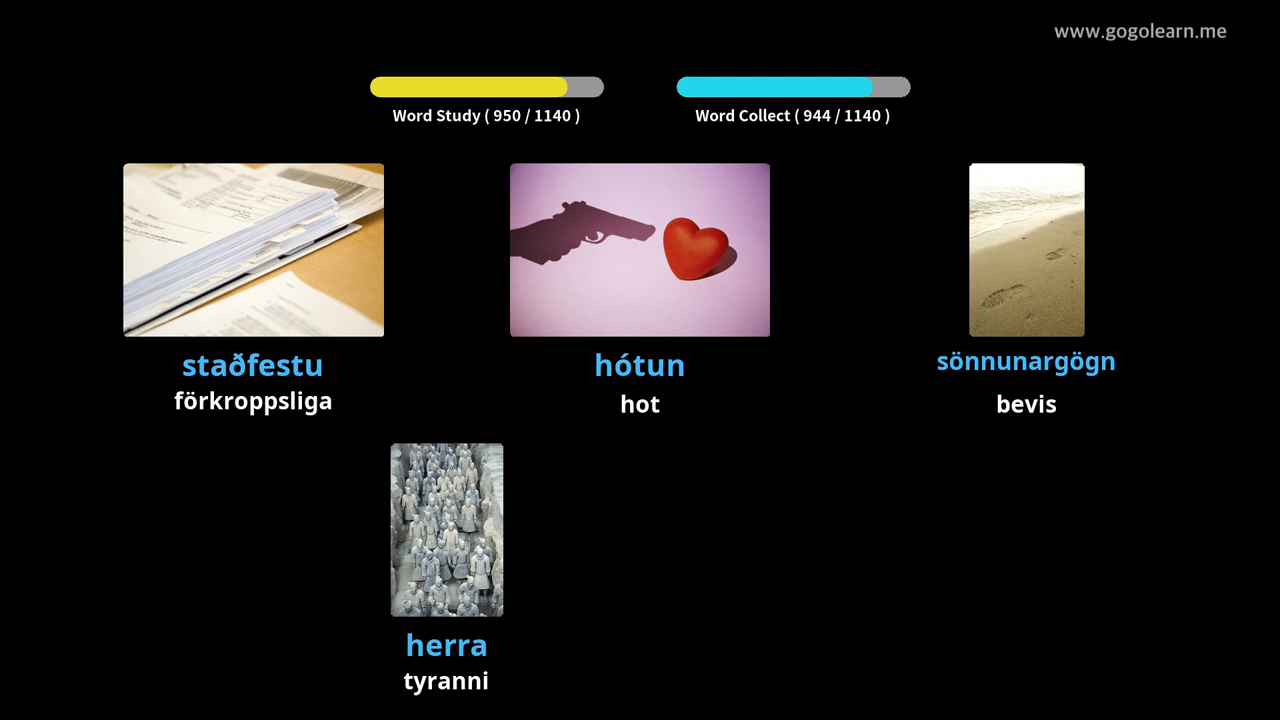 www.gogolearn.me
Word Study ( 950 / 1140 )
Word Collect ( 944 / 1140 )
staðfestu
förkroppsliga
hótun
hot
sönnunargögn
bevis
herra
tyranni